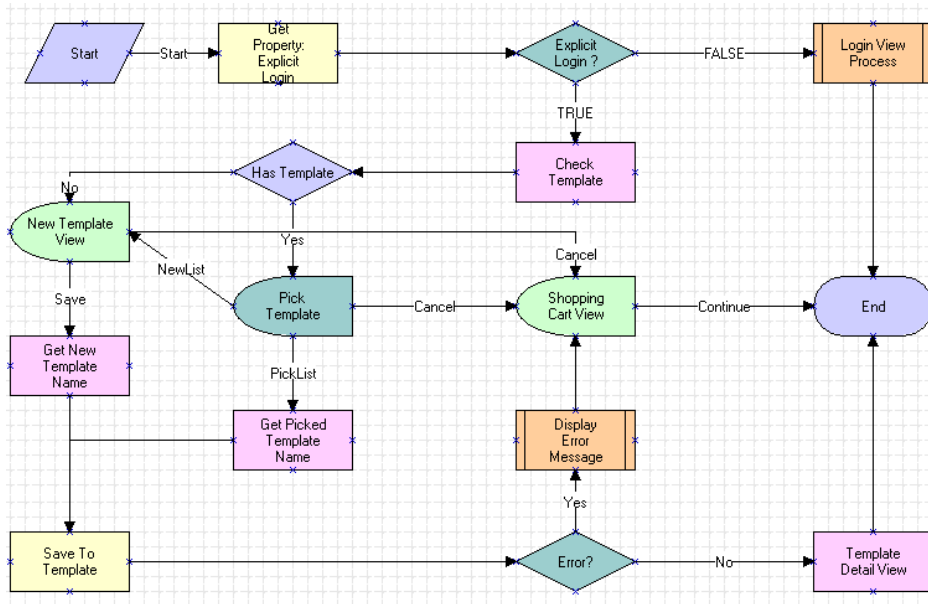 Start
Start
Get
Property:
Explicit
Login
Explicit
Login ?
FALSE
Login View
Process
TRUE
Has Template
Check
Template
No
New Template
View
Yes
Cancel
NewList
Save
Pick
Template
Cancel
Shopping
Cart View
Continue
End
Get New
Template
Name
PickList
Get Picked
Template
Name
Display
Error
Message
Yes
Save To
Template
Error?
No
Template
Detail View